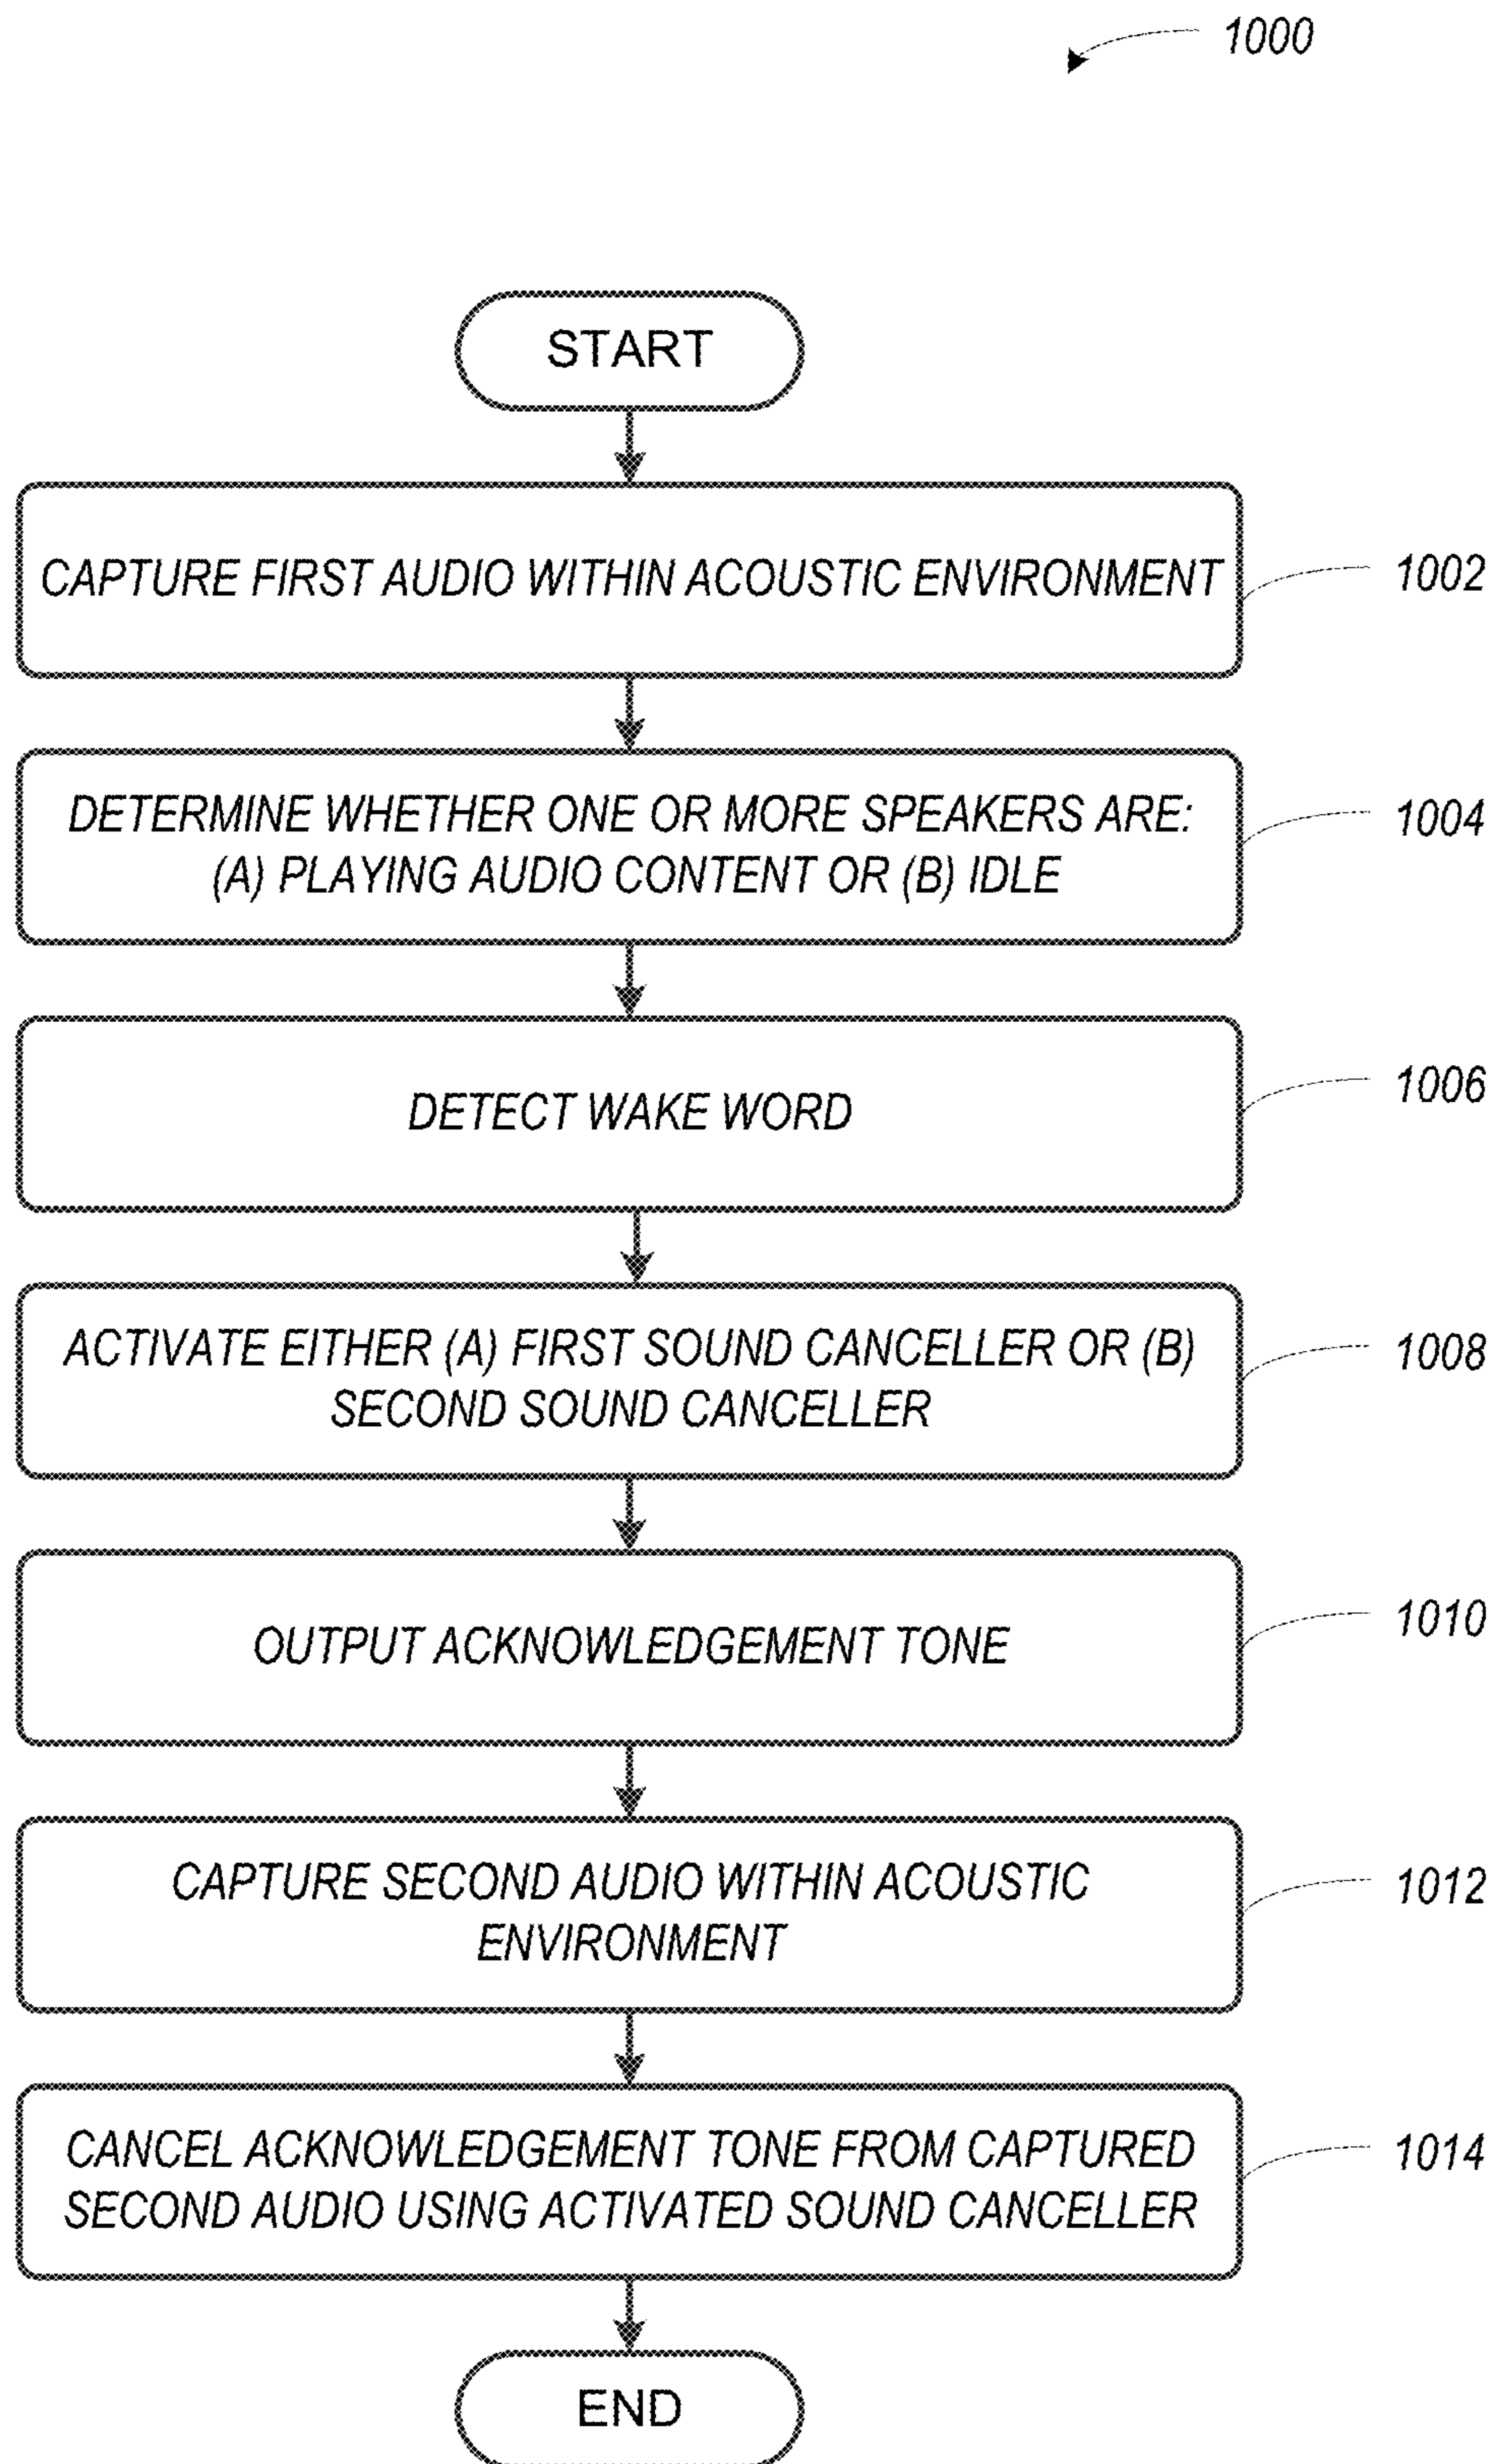 1000
START
CAPTURE FIRST AUDIO WITHIN ACOUSTIC ENVIRONMENT
1002
DETERMINE WHETHER ONE OR MORE SPEAKERS ARE:
(A) PLAYING AUDIO CONTENT OR (B) IDLE
1004
DETECT WAKE WORD
1006
ACTIVATE EITHER (A) FIRST SOUND CANCELLER OR (B)
SECOND SOUND CANCELLER
1008
OUTPUT ACKNOWLEDGEMENT TONE
1010
CAPTURE SECOND AUDIO WITHIN ACOUSTIC
ENVIRONMENT
1012
CANCEL ACKNOWLEDGEMENT TONE FROM CAPTURED
SECOND AUDIO USING ACTIVATED SOUND CANCELLER
1014
END